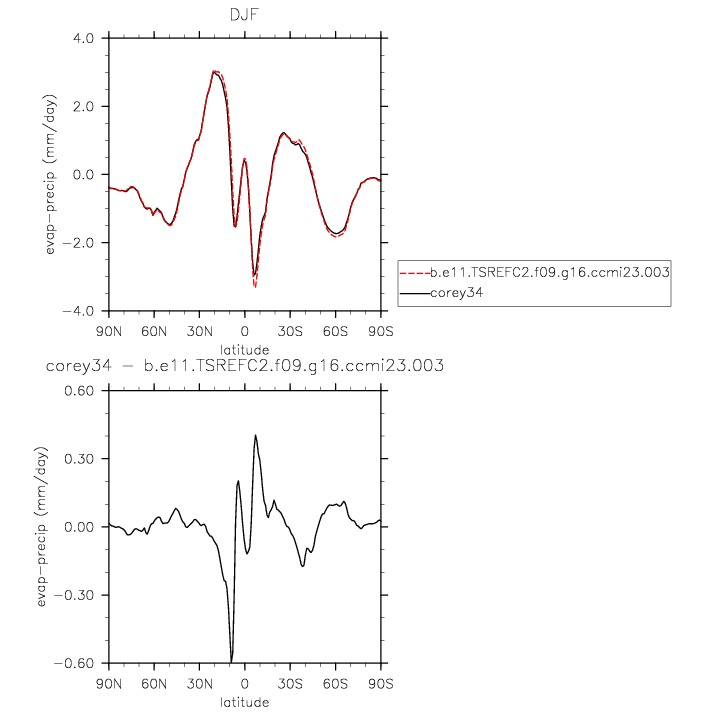 DJF
4.0
2.0
0.0
−2.0
−4.0
evap−precip (mm/day)
90N 60N 30N 0 30S 60S 90S
latitude
b.e11.TSREFC2.f09.g16.ccmi23.003
corey34
corey34 − b.e11.TSREFC2.f09.g16.ccmi23.003
0.60
0.30
0.00
−0.30
−0.60
evap−precip (mm/day)
90N 60N 30N 0 30S 60S 90S
latitude